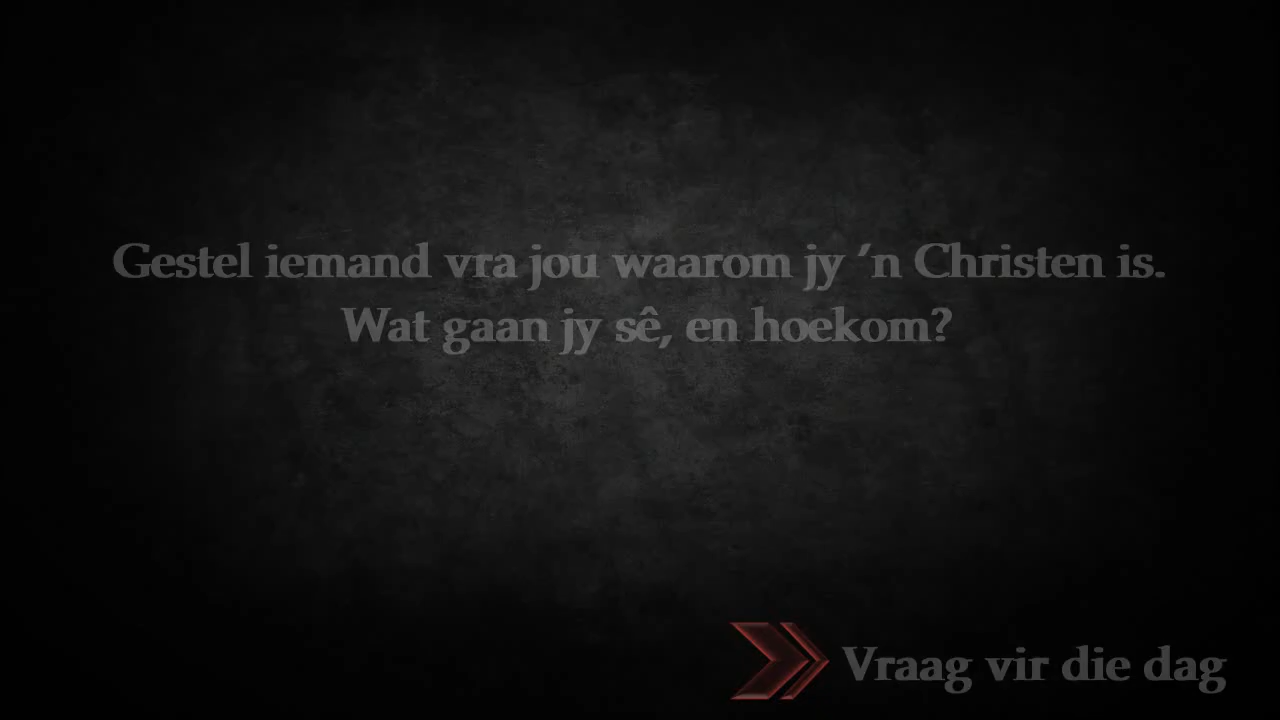 Gestel iemand vra jou waarom jy ’n Christen is.
Wat gaan jy sê, en hoekom?
Vraag vir die dag